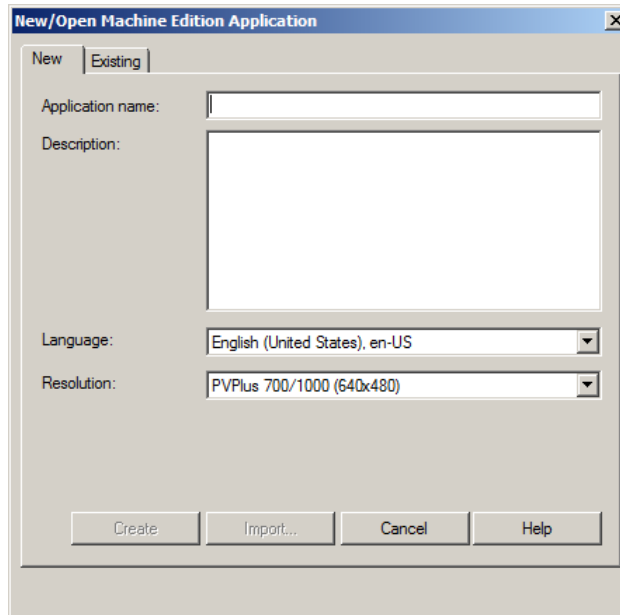 New/Open Machine Edition Application
New
Existing
Application name:
Description:
Language:
English (United States), en-US
Resolution:
PVPlus 700/1000 (640x480)
Create
Import...
Cancel
Help